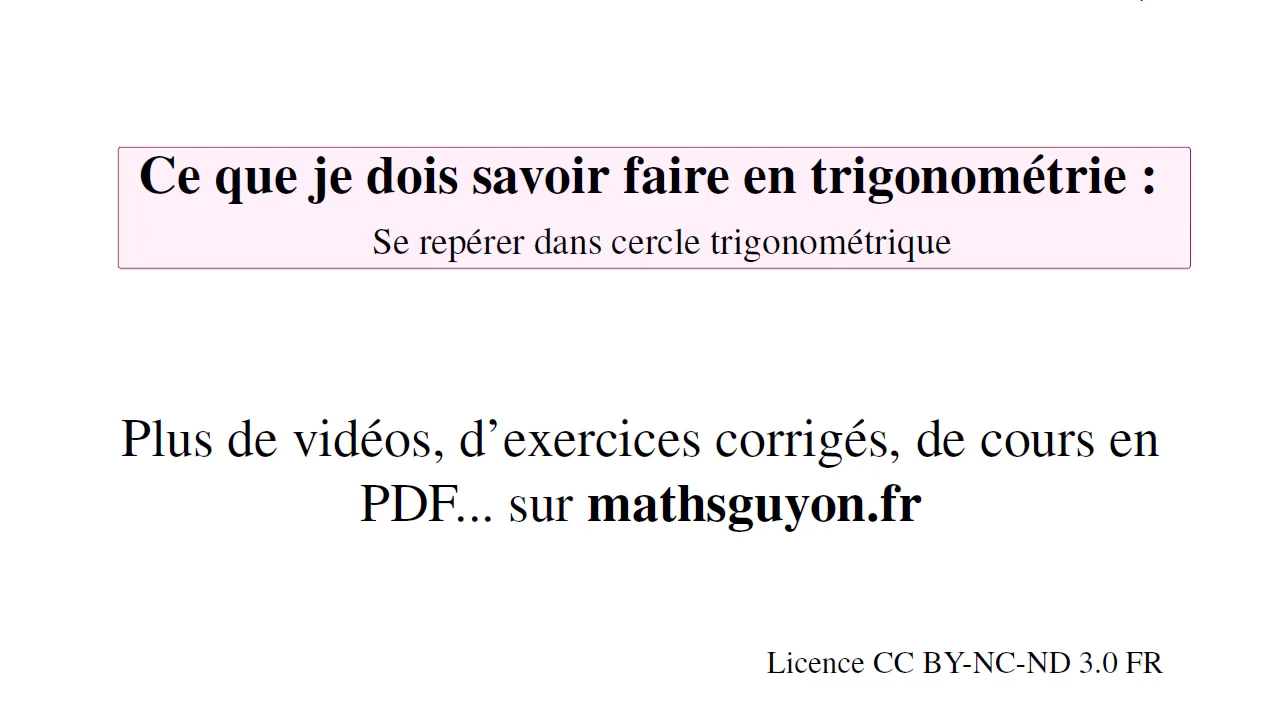 Ce que je dois savoir faire en trigonométrie :
Se repérer dans cercle trigonométrique
Plus de vidéos, d’exercices corrigés, de cours en
PDF... sur mathsguyon.fr
Licence CC BY-NC-ND 3.0 FR